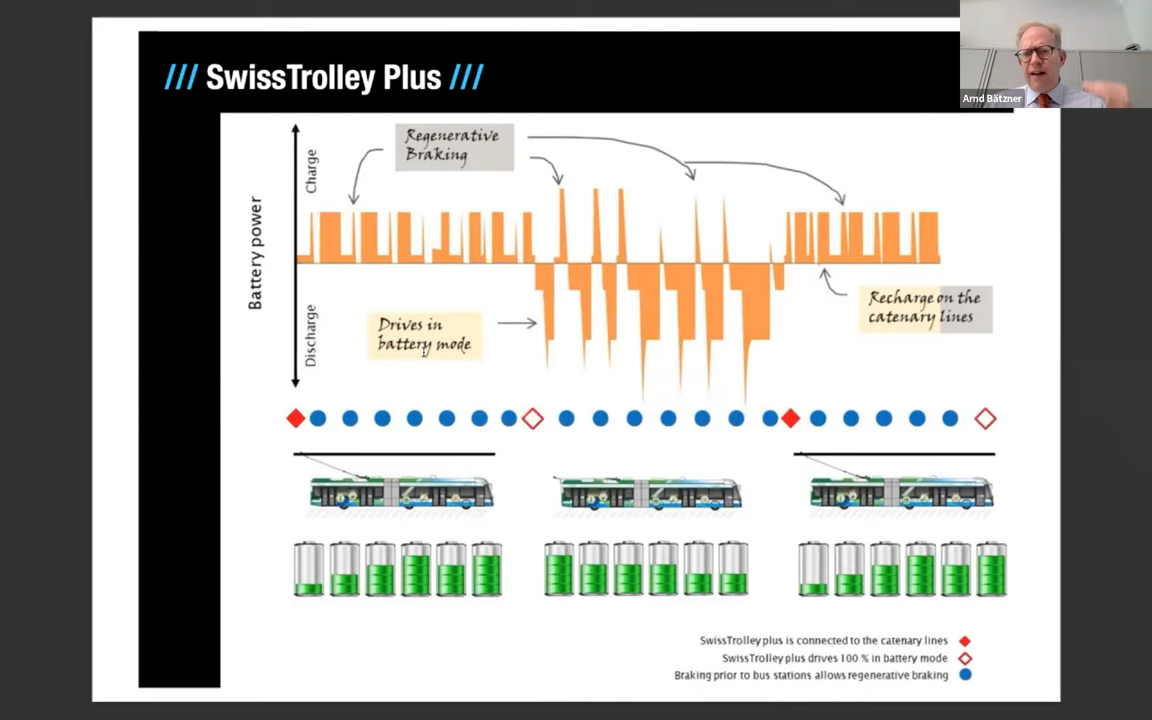 /// SwissTrolley Plus ///
Arnd Bätzner
Regenerative
Braking
Charge
Battery power
Discharge
Drives in
battery mode
Recharge on the
catenary lines
SwissTrolley plus is connected to the catenary lines
SwissTrolley plus drives 100 % in battery mode
Braking prior to bus stations allows regenerative braking